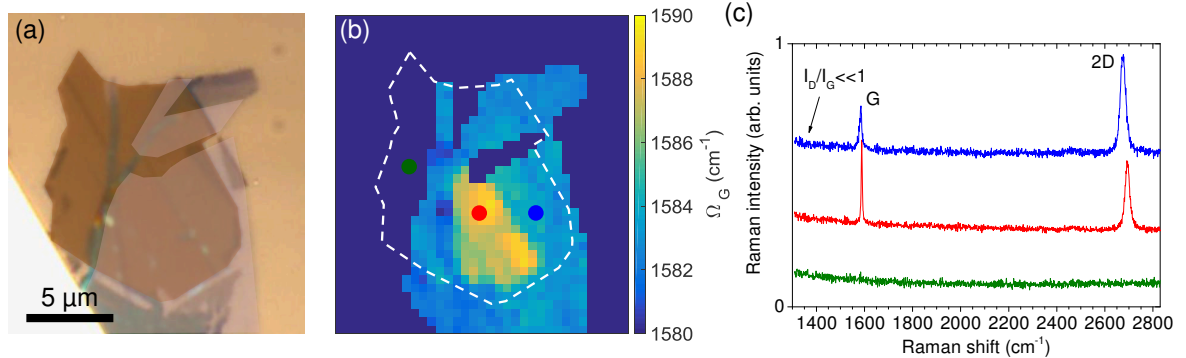 (a)
5 µm
(b)
1590
1588
1586
1584
1582
1580
Ω_G (cm⁻¹)
(c)
1
0
Raman intensity (arb. units)
I_D/I_G<<1
G
2D
1400 1600 1800 2000 2200 2400 2600 2800
Raman shift (cm⁻¹)